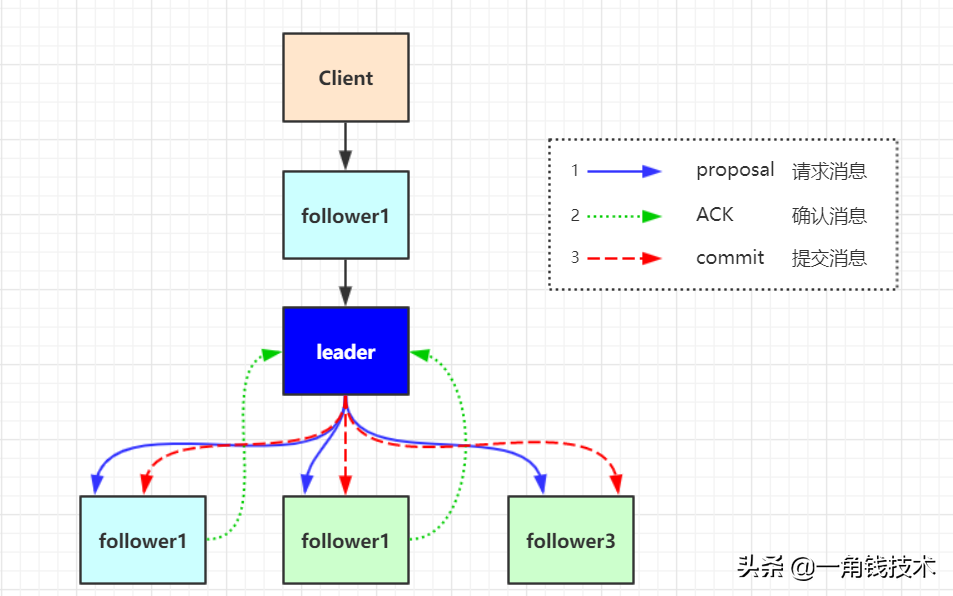 Client
follower1
1 proposal 请求消息
2 ACK 确认消息
3 commit 提交消息
leader
follower1
follower1
follower3
头条 @一角钱技术